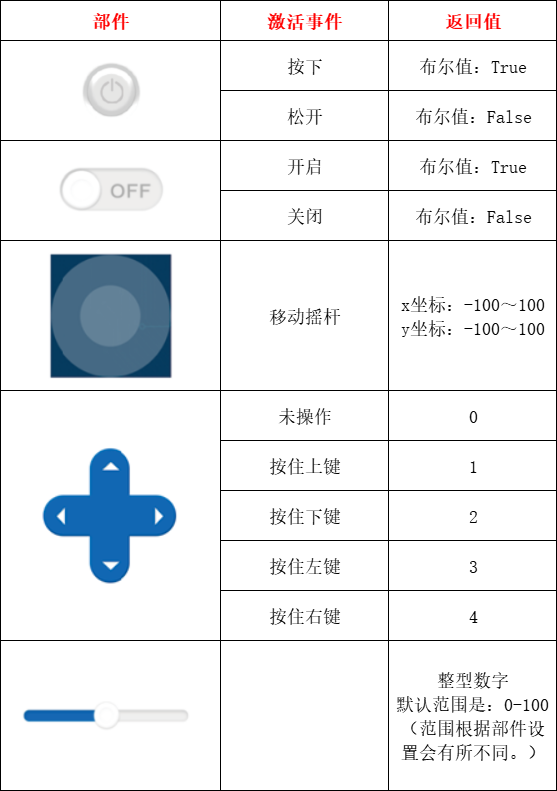 部件 激活事件 返回值
按下 布尔值：True
松开 布尔值：False
OFF
开启 布尔值：True
关闭 布尔值：False
移动摇杆
x坐标：-100～100
y坐标：-100～100
未操作 0
按住上键 1
按住下键 2
按住左键 3
按住右键 4
整型数字
默认范围是：0-100
（范围根据部件设
置会有所不同。）